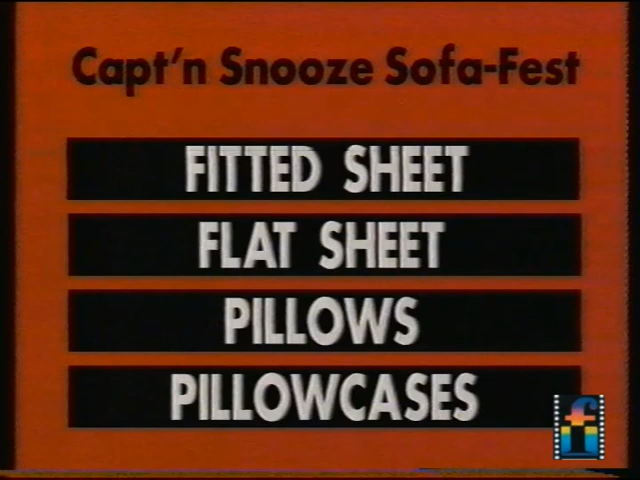 Capt'n Snooze Sofa-Fest
FITTED SHEET
FLAT SHEET
PILLOWS
PILLOWCASES
f